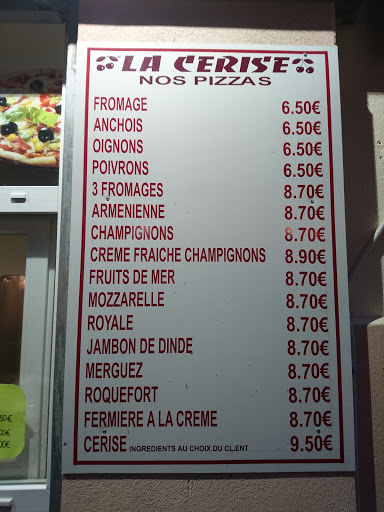 LA CERISE
NOS PIZZAS
FROMAGE 6.50€
ANCHOIS 6.50€
OIGNONS 6.50€
POIVRONS 6.50€
3 FROMAGES 8.70€
ARMENIENNE 8.70€
CHAMPIGNONS 8.70€
CREME FRAICHE CHAMPIGNONS 8.90€
FRUITS DE MER 8.70€
MOZZARELLE 8.70€
ROYALE 8.70€
JAMBON DE DINDE 8.70€
MERGUEZ 8.70€
ROQUEFORT 8.70€
FERMIERE A LA CREME 8.70€
CERISE INGREDIENTS AU CHOIX DU CL.ENT 9.50€